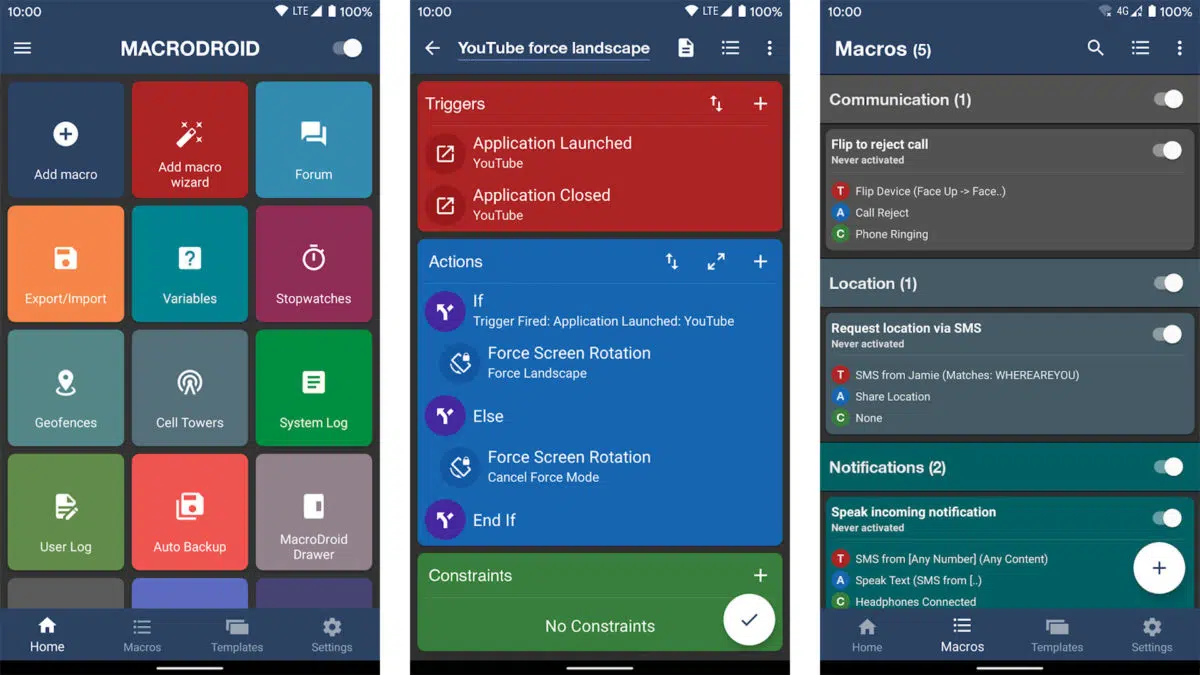 10:00
LTE
100%
MACRODROID
Add macro
Add macro
wizard
Forum
Export/Import
Variables
Stopwatches
Geofences
Cell Towers
System Log
User Log
Auto Backup
MacroDroid
Drawer
Home
Macros
Templates
Settings
10:00
LTE
100%
YouTube force landscape
Triggers
Application Launched
YouTube
Application Closed
YouTube
Actions
If
Trigger Fired: Application Launched: YouTube
Force Screen Rotation
Force Landscape
Else
Force Screen Rotation
Cancel Force Mode
End If
Constraints
No Constraints
10:00
4G
100%
Macros (5)
Communication (1)
Flip to reject call
Never activated
T Flip Device (Face Up -> Face..)
A Call Reject
C Phone Ringing
Location (1)
Request location via SMS
Never activated
T SMS from Jamie (Matches: WHEREAREYOU)
A Share Location
C None
Notifications (2)
Speak incoming notification
Never activated
T SMS from [Any Number] (Any Content)
A Speak Text (SMS from [..)
C Headphones Connected
Home
Macros
Templates
Settings